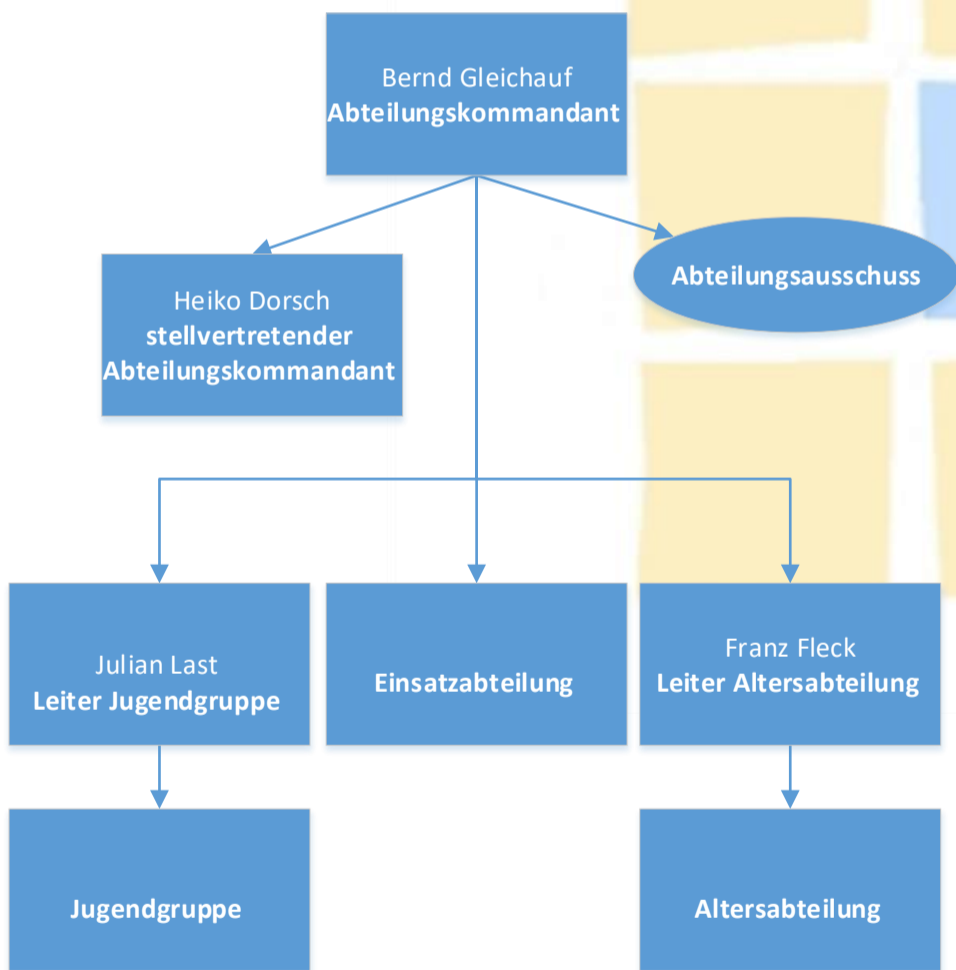 Bernd Gleichauf
Abteilungskommandant
Heiko Dorsch
stellvertretender
Abteilungskommandant
Abteilungsausschuss
Julian Last
Leiter Jugendgruppe
Einsatzabteilung
Franz Fleck
Leiter Altersabteilung
Jugendgruppe
Altersabteilung